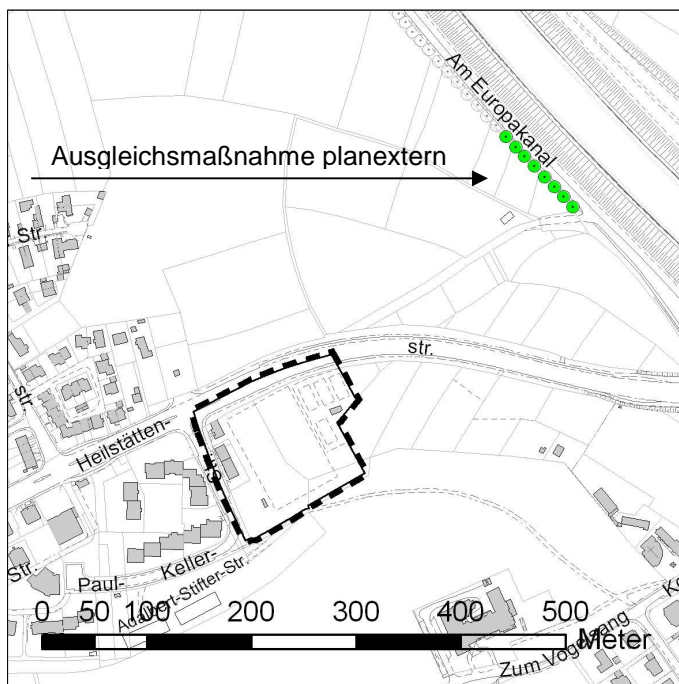 Am Europakanal
Ausgleichsmaßnahme planextern
Str.
str.
str.
Heilstätten-
Str.
Str.
Paul-
Keller-
Adalbert-Stifter-Str.
0 50 100 200 300 400 500
Meter
Zum Vogelsang